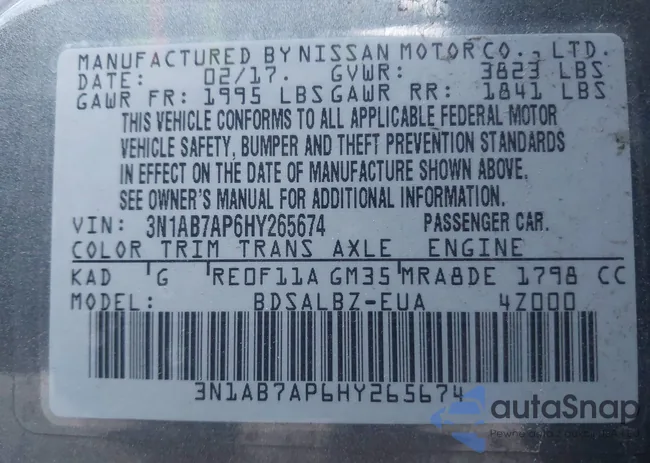 MANUFACTURED BY NISSAN MOTOR CO., LTD.
DATE: 02/17. GVWR: 3823 LBS
GAWR FR: 1995 LBS GAWR RR: 1841 LBS
THIS VEHICLE CONFORMS TO ALL APPLICABLE FEDERAL MOTOR
VEHICLE SAFETY, BUMPER AND THEFT PREVENTION STANDARDS
IN EFFECT ON THE DATE OF MANUFACTURE SHOWN ABOVE.
SEE OWNER'S MANUAL FOR ADDITIONAL INFORMATION.
VIN: 3N1AB7AP6HY265674 PASSENGER CAR.
COLOR TRIM TRANS AXLE ENGINE
KAD G RE0F11A GM35 MRA8DE 1798 CC
MODEL: BDSALBZ-EUA 4Z000
3N1AB7AP6HY265674
autoSnap